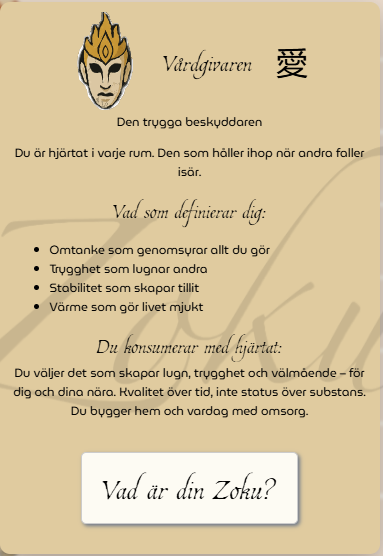 Vårdgivaren 愛
Den trygga beskyddaren
Du är hjärtat i varje rum. Den som håller ihop när andra faller
isär.
Vad som definierar dig:
• Omtanke som genomsyrar allt du gör
• Trygghet som lugnar andra
• Stabilitet som skapar tillit
• Värme som gör livet mjukt
Du konsumerar med hjärtat:
Du väljer det som skapar lugn, trygghet och välmående – för
dig och dina nära. Kvalitet över tid, inte status över substans.
Du bygger hem och vardag med omsorg.
Vad är din Zoku?
Zoku